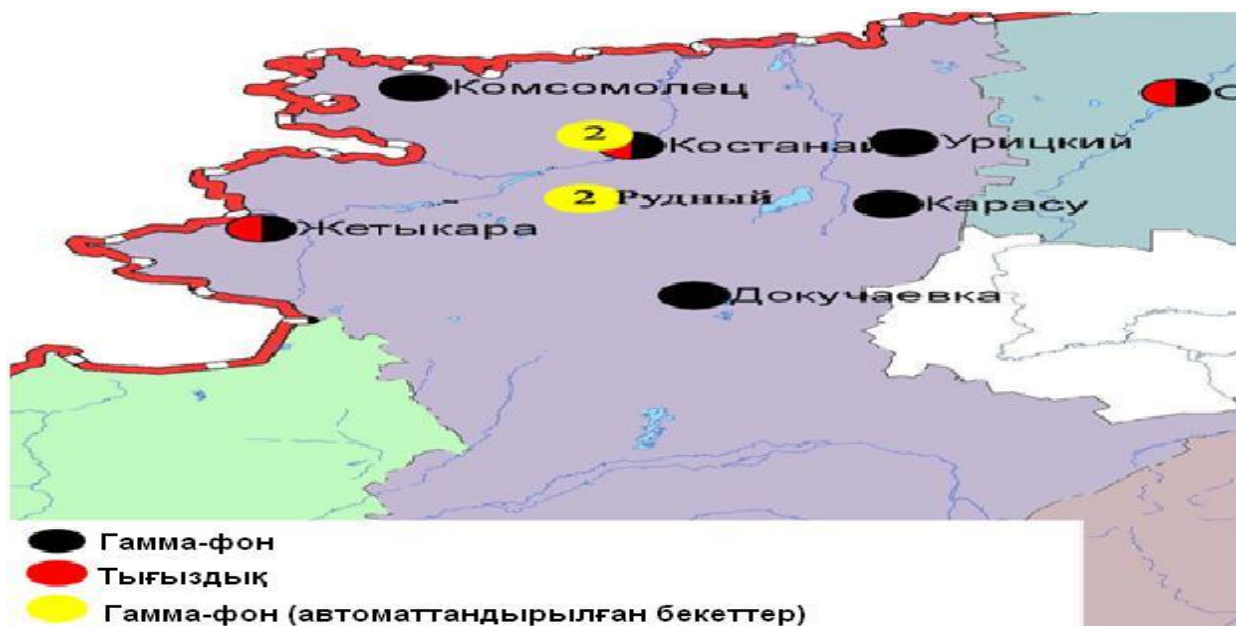 Комсомолец
2
Костанай
Урицкий
2 Рудный
Карасу
Жетыкара
Докучаевка
Гамма-фон
Тығыздық
Гамма-фон (автоматтандырылған бекеттер)